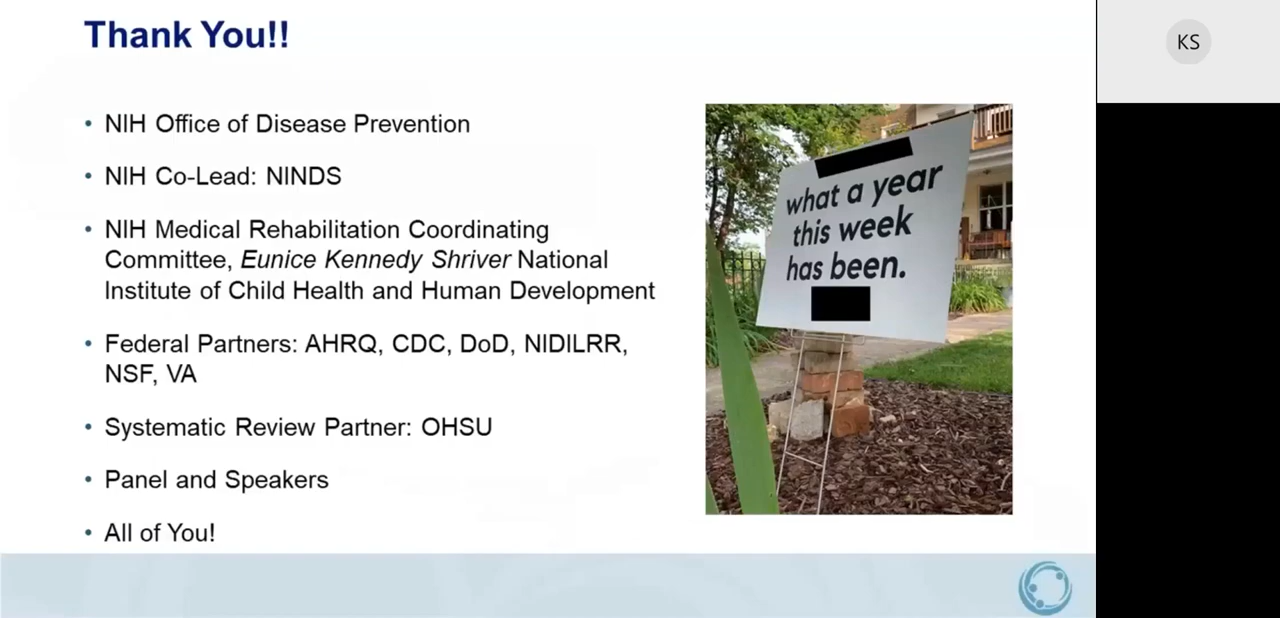 Thank You!!
• NIH Office of Disease Prevention
• NIH Co-Lead: NINDS
• NIH Medical Rehabilitation Coordinating
Committee, Eunice Kennedy Shriver National
Institute of Child Health and Human Development
• Federal Partners: AHRQ, CDC, DoD, NIDILRR,
NSF, VA
• Systematic Review Partner: OHSU
• Panel and Speakers
• All of You!
what a year
this week
has been.
KS